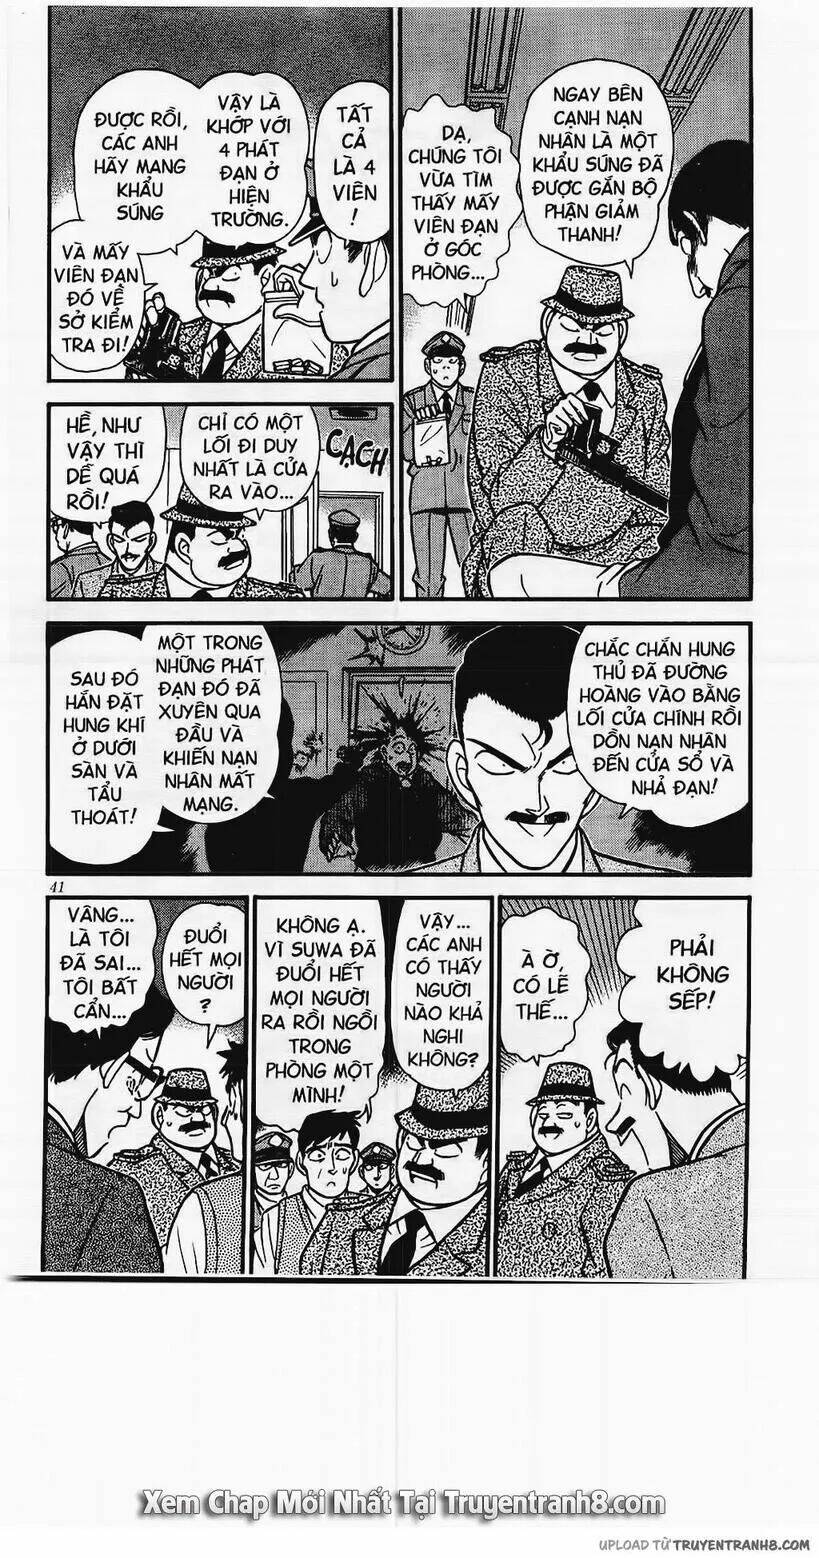 NGAY BÊN
CẠNH NẠN
NHÂN LÀ MỘT
KHẨU SÚNG ĐÃ
ĐƯỢC GẮN BỘ
PHẬN GIẢM
THANH!
DẠ,
CHÚNG TÔI
VỪA TÌM
THẤY MẤY
VIÊN ĐẠN
Ở GÓC
PHÒNG...
TẤT
CẢ
LÀ 4
VIÊN
!
VẬY LÀ
KHỚP VỚI
4 PHÁT
ĐẠN Ở
HIỆN
TRƯỜNG.
ĐƯỢC RỒI,
CÁC ANH
HÃY MANG
KHẨU
SÚNG
VÀ MẤY
VIÊN ĐẠN
ĐÓ VỀ
SỞ KIỂM
TRA ĐI!
CẠCH
CHỈ CÓ MỘT
LỐI ĐI DUY
NHẤT LÀ CỬA
RA VÀO...
HỀ, NHƯ
VẬY THÌ
DỄ QUÁ
RỒI!
CHẮC CHẮN HUNG
THỦ ĐÃ ĐƯỜNG
HOÀNG VÀO BẰNG
LỐI CỬA CHÍNH RỒI
DỒN NẠN NHÂN
ĐẾN CỬA SỔ VÀ
NHẢ ĐẠN!
MỘT TRONG
NHỮNG PHÁT
ĐẠN ĐÓ ĐÃ
XUYÊN QUA
ĐẦU VÀ
KHIẾN NẠN
NHÂN MẤT
MẠNG.
SAU ĐÓ
HẮN ĐẶT
HUNG KHÍ
Ở DƯỚI
SÀN VÀ
TẨU
THOÁT!
41
PHẢI
KHÔNG
SẾP!
À Ờ,
CÓ LẼ
THẾ...
VẬY...
CÁC ANH
CÓ THẤY
NGƯỜI
NÀO KHẢ
NGHI
KHÔNG?
KHÔNG Ạ.
VÌ SUWA ĐÃ
ĐUỔI HẾT
MỌI NGƯỜI
RA RỒI NGỒI
TRONG
PHÒNG MỘT
MÌNH!
ĐUỔI
HẾT MỌI
NGƯỜI
?
VÂNG...
LÀ TÔI
ĐÃ SAI...
TÔI BẤT
CẨN...
Xem Chap Mới Nhất Tại Truyentranh8.com
UPLOAD TỪ TRUYENTRANH8.COM